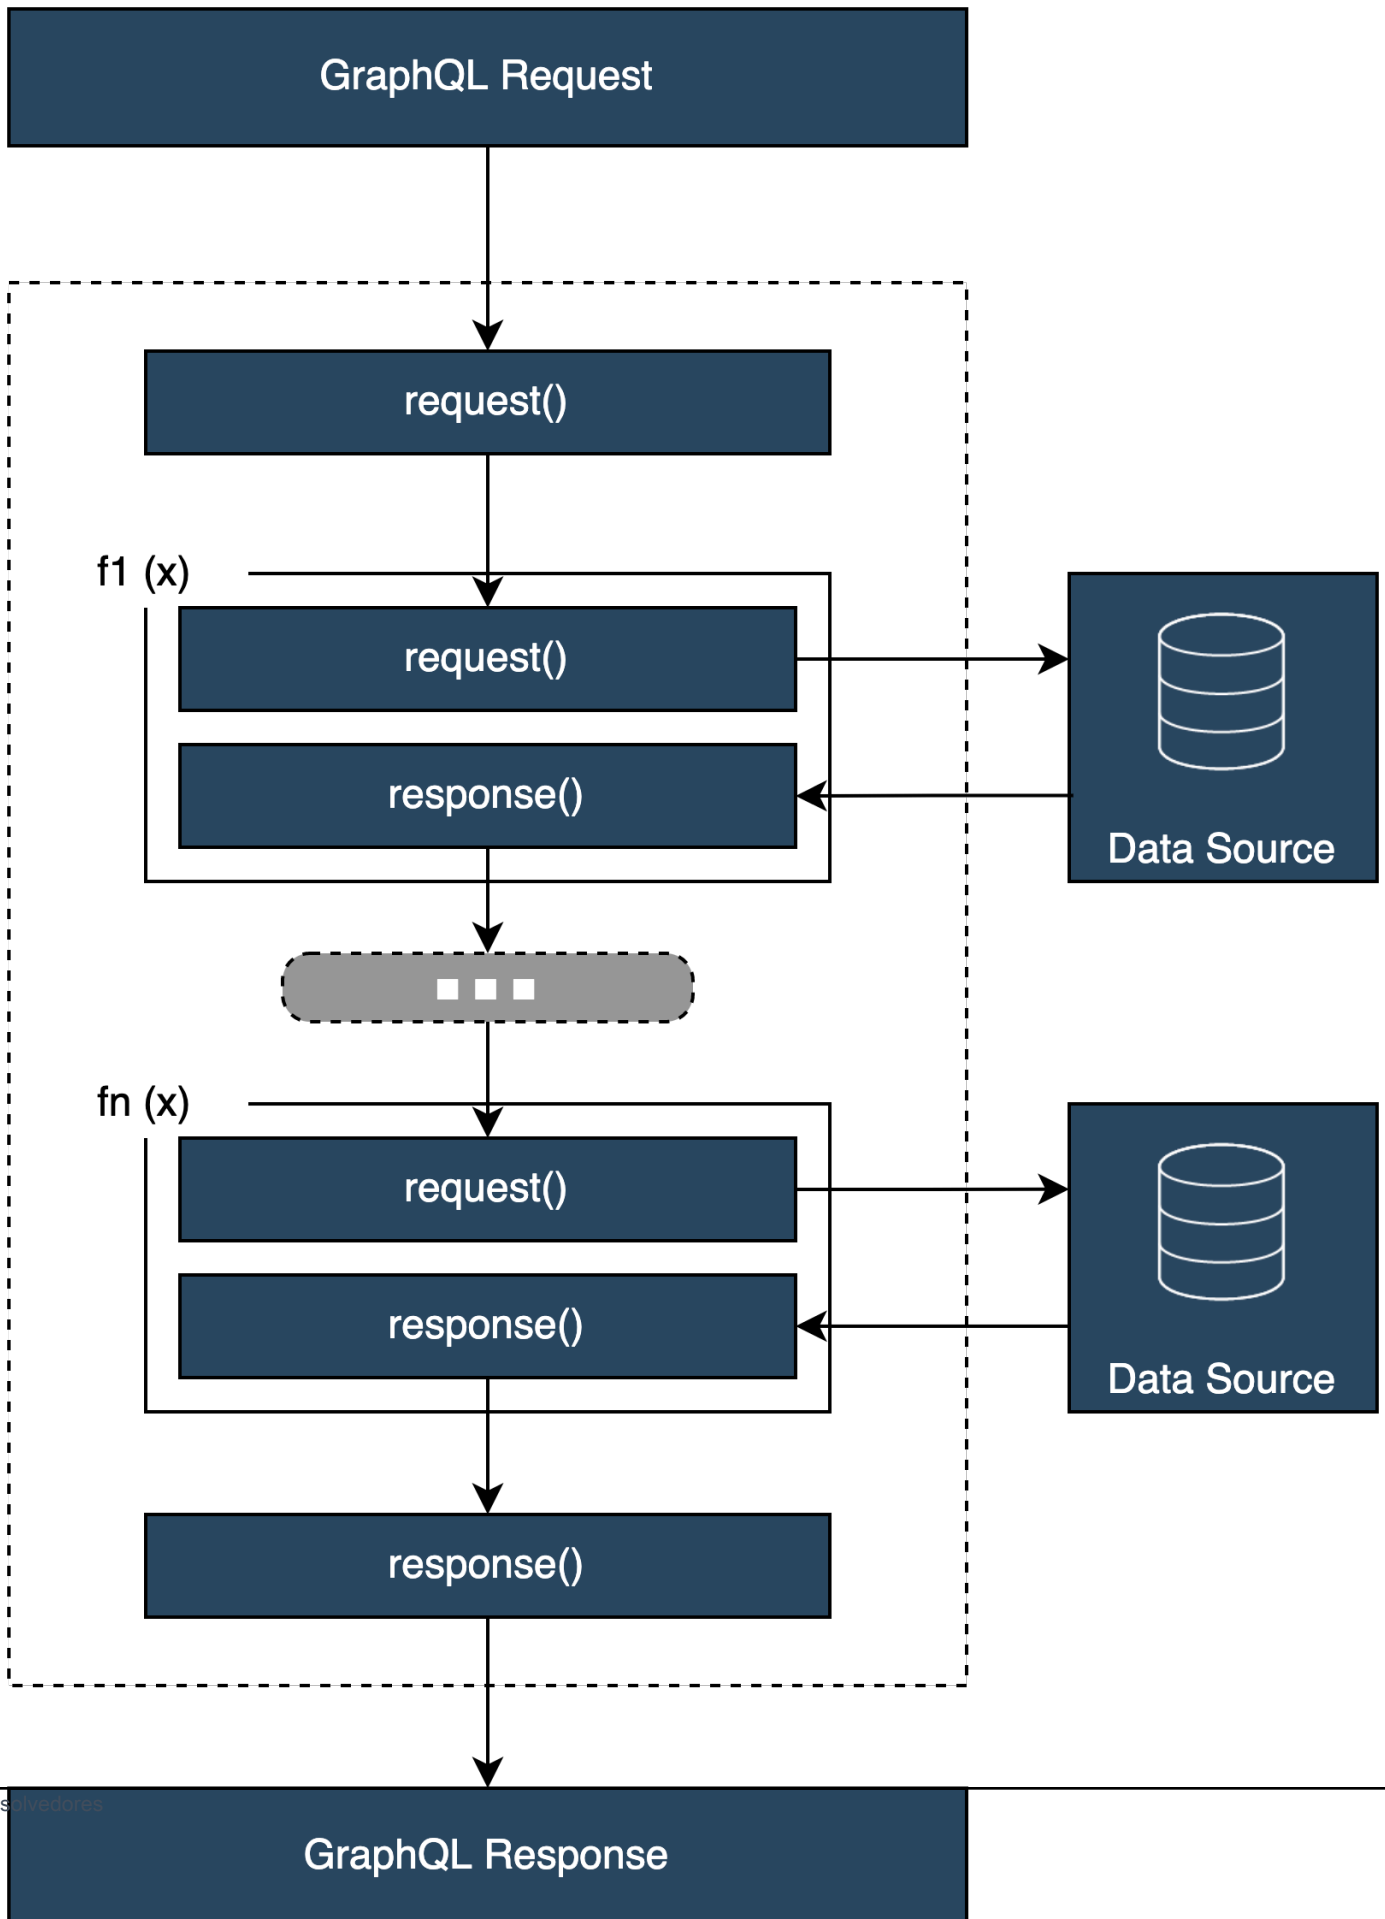 GraphQL Request
request()
f1 (x)
request()
response()
Data Source
fn (x)
request()
response()
Data Source
response()
solvedores
GraphQL Response